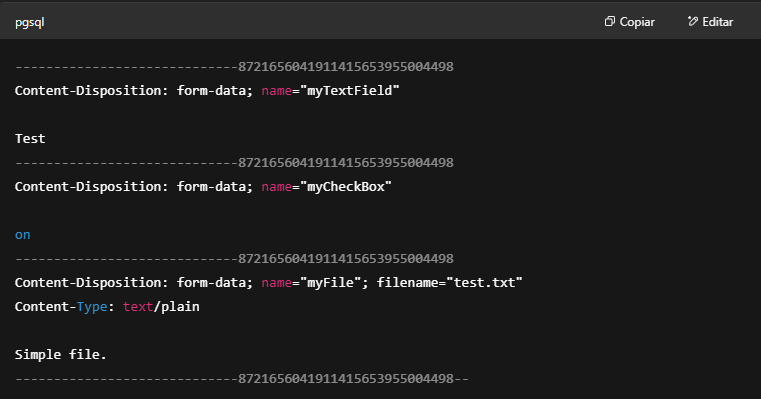 pgsql
Copiar
Editar
-----------------------------8721656041911415653955004498
Content-Disposition: form-data; name="myTextField"
Test
-----------------------------8721656041911415653955004498
Content-Disposition: form-data; name="myCheckBox"
on
-----------------------------8721656041911415653955004498
Content-Disposition: form-data; name="myFile"; filename="test.txt"
Content-Type: text/plain
Simple file.
-----------------------------8721656041911415653955004498--